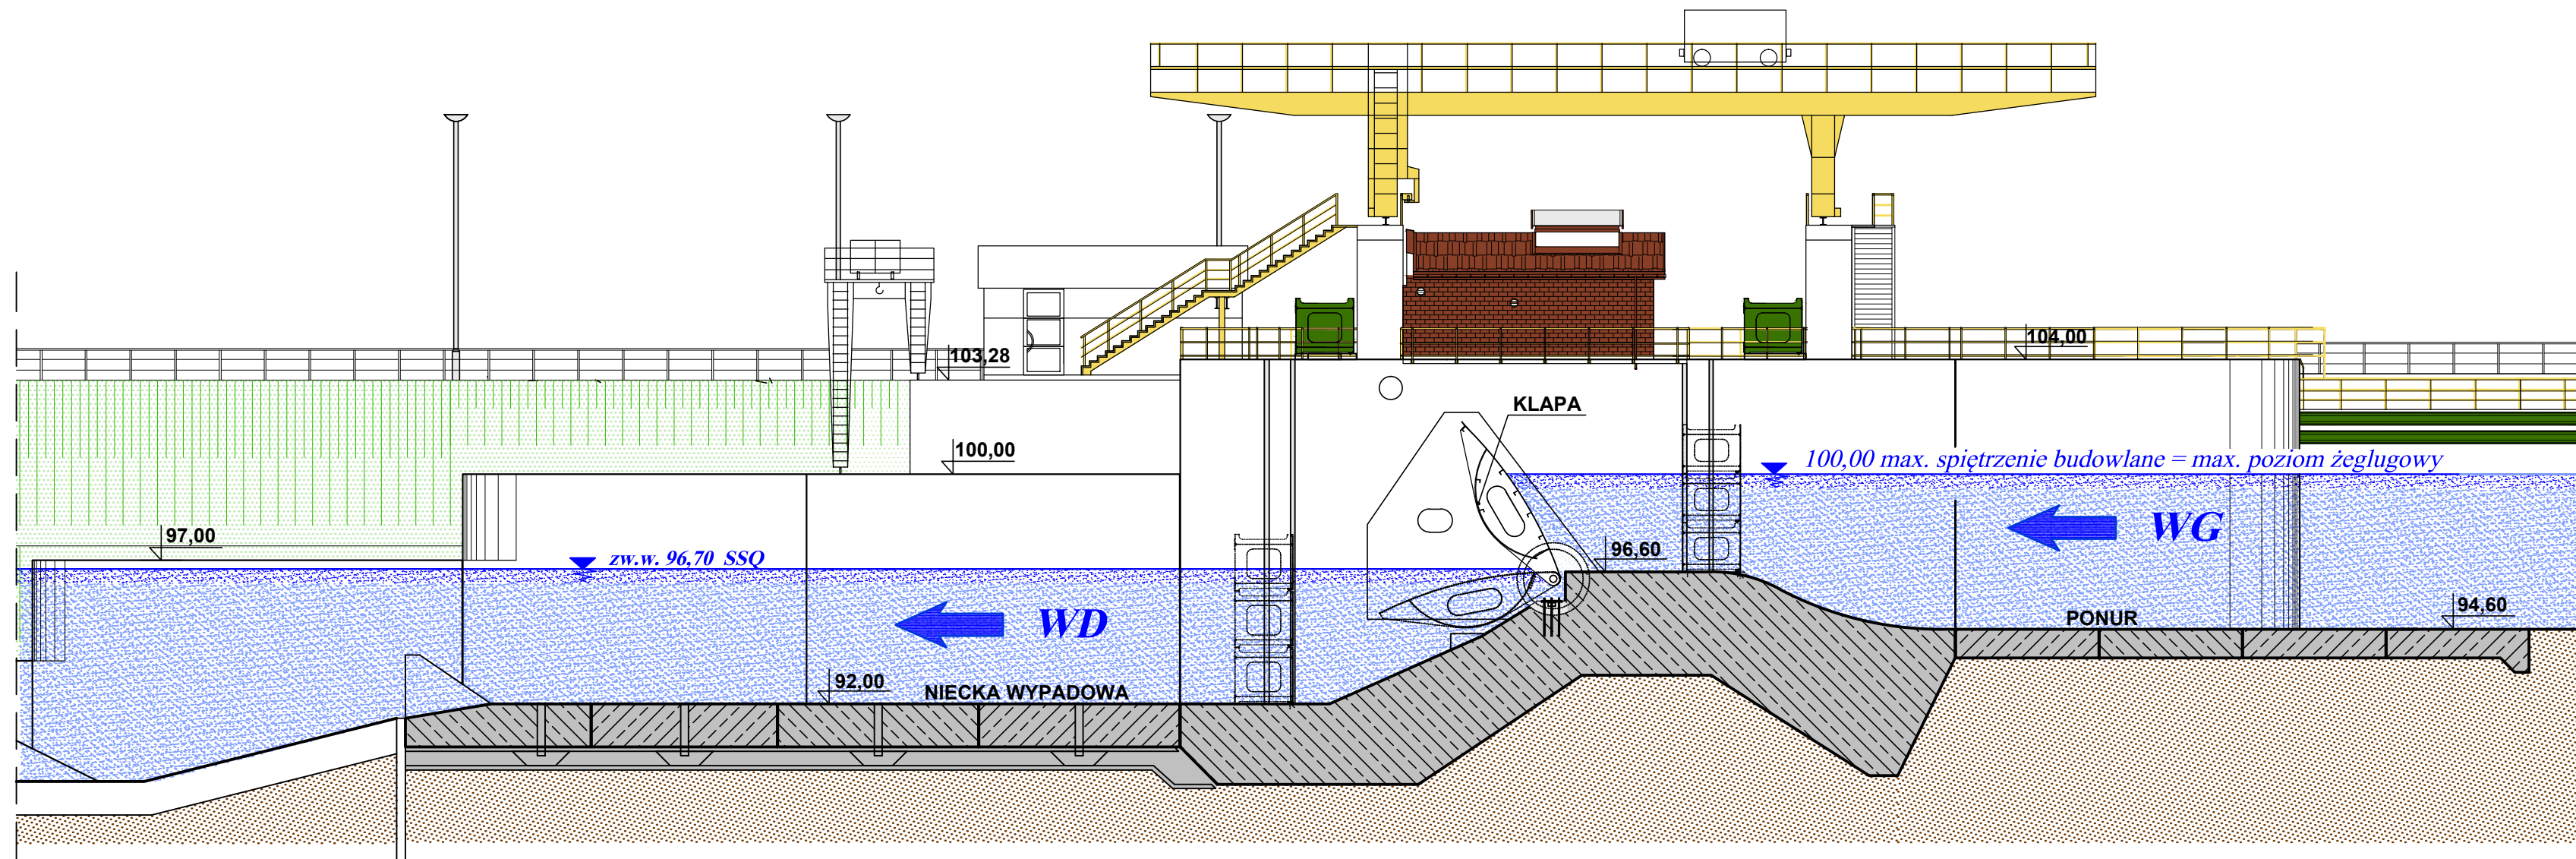 103,28
104,00
KLAPA
100,00
100,00 max. spiętrzenie budowlane = max. poziom żeglugowy
97,00
WG
zw.w. 96,70 SSQ
96,60
WD
94,60
PONUR
92,00
NIECKA WYPADOWA